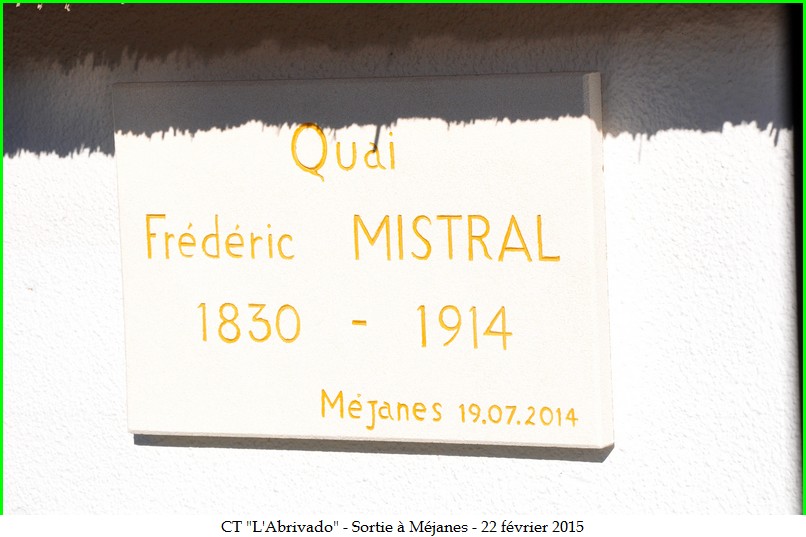 Quai
Frédéric MISTRAL
1830 - 1914
Méjanes 19.07.2014
CT "L'Abrivado" - Sortie à Méjanes - 22 février 2015